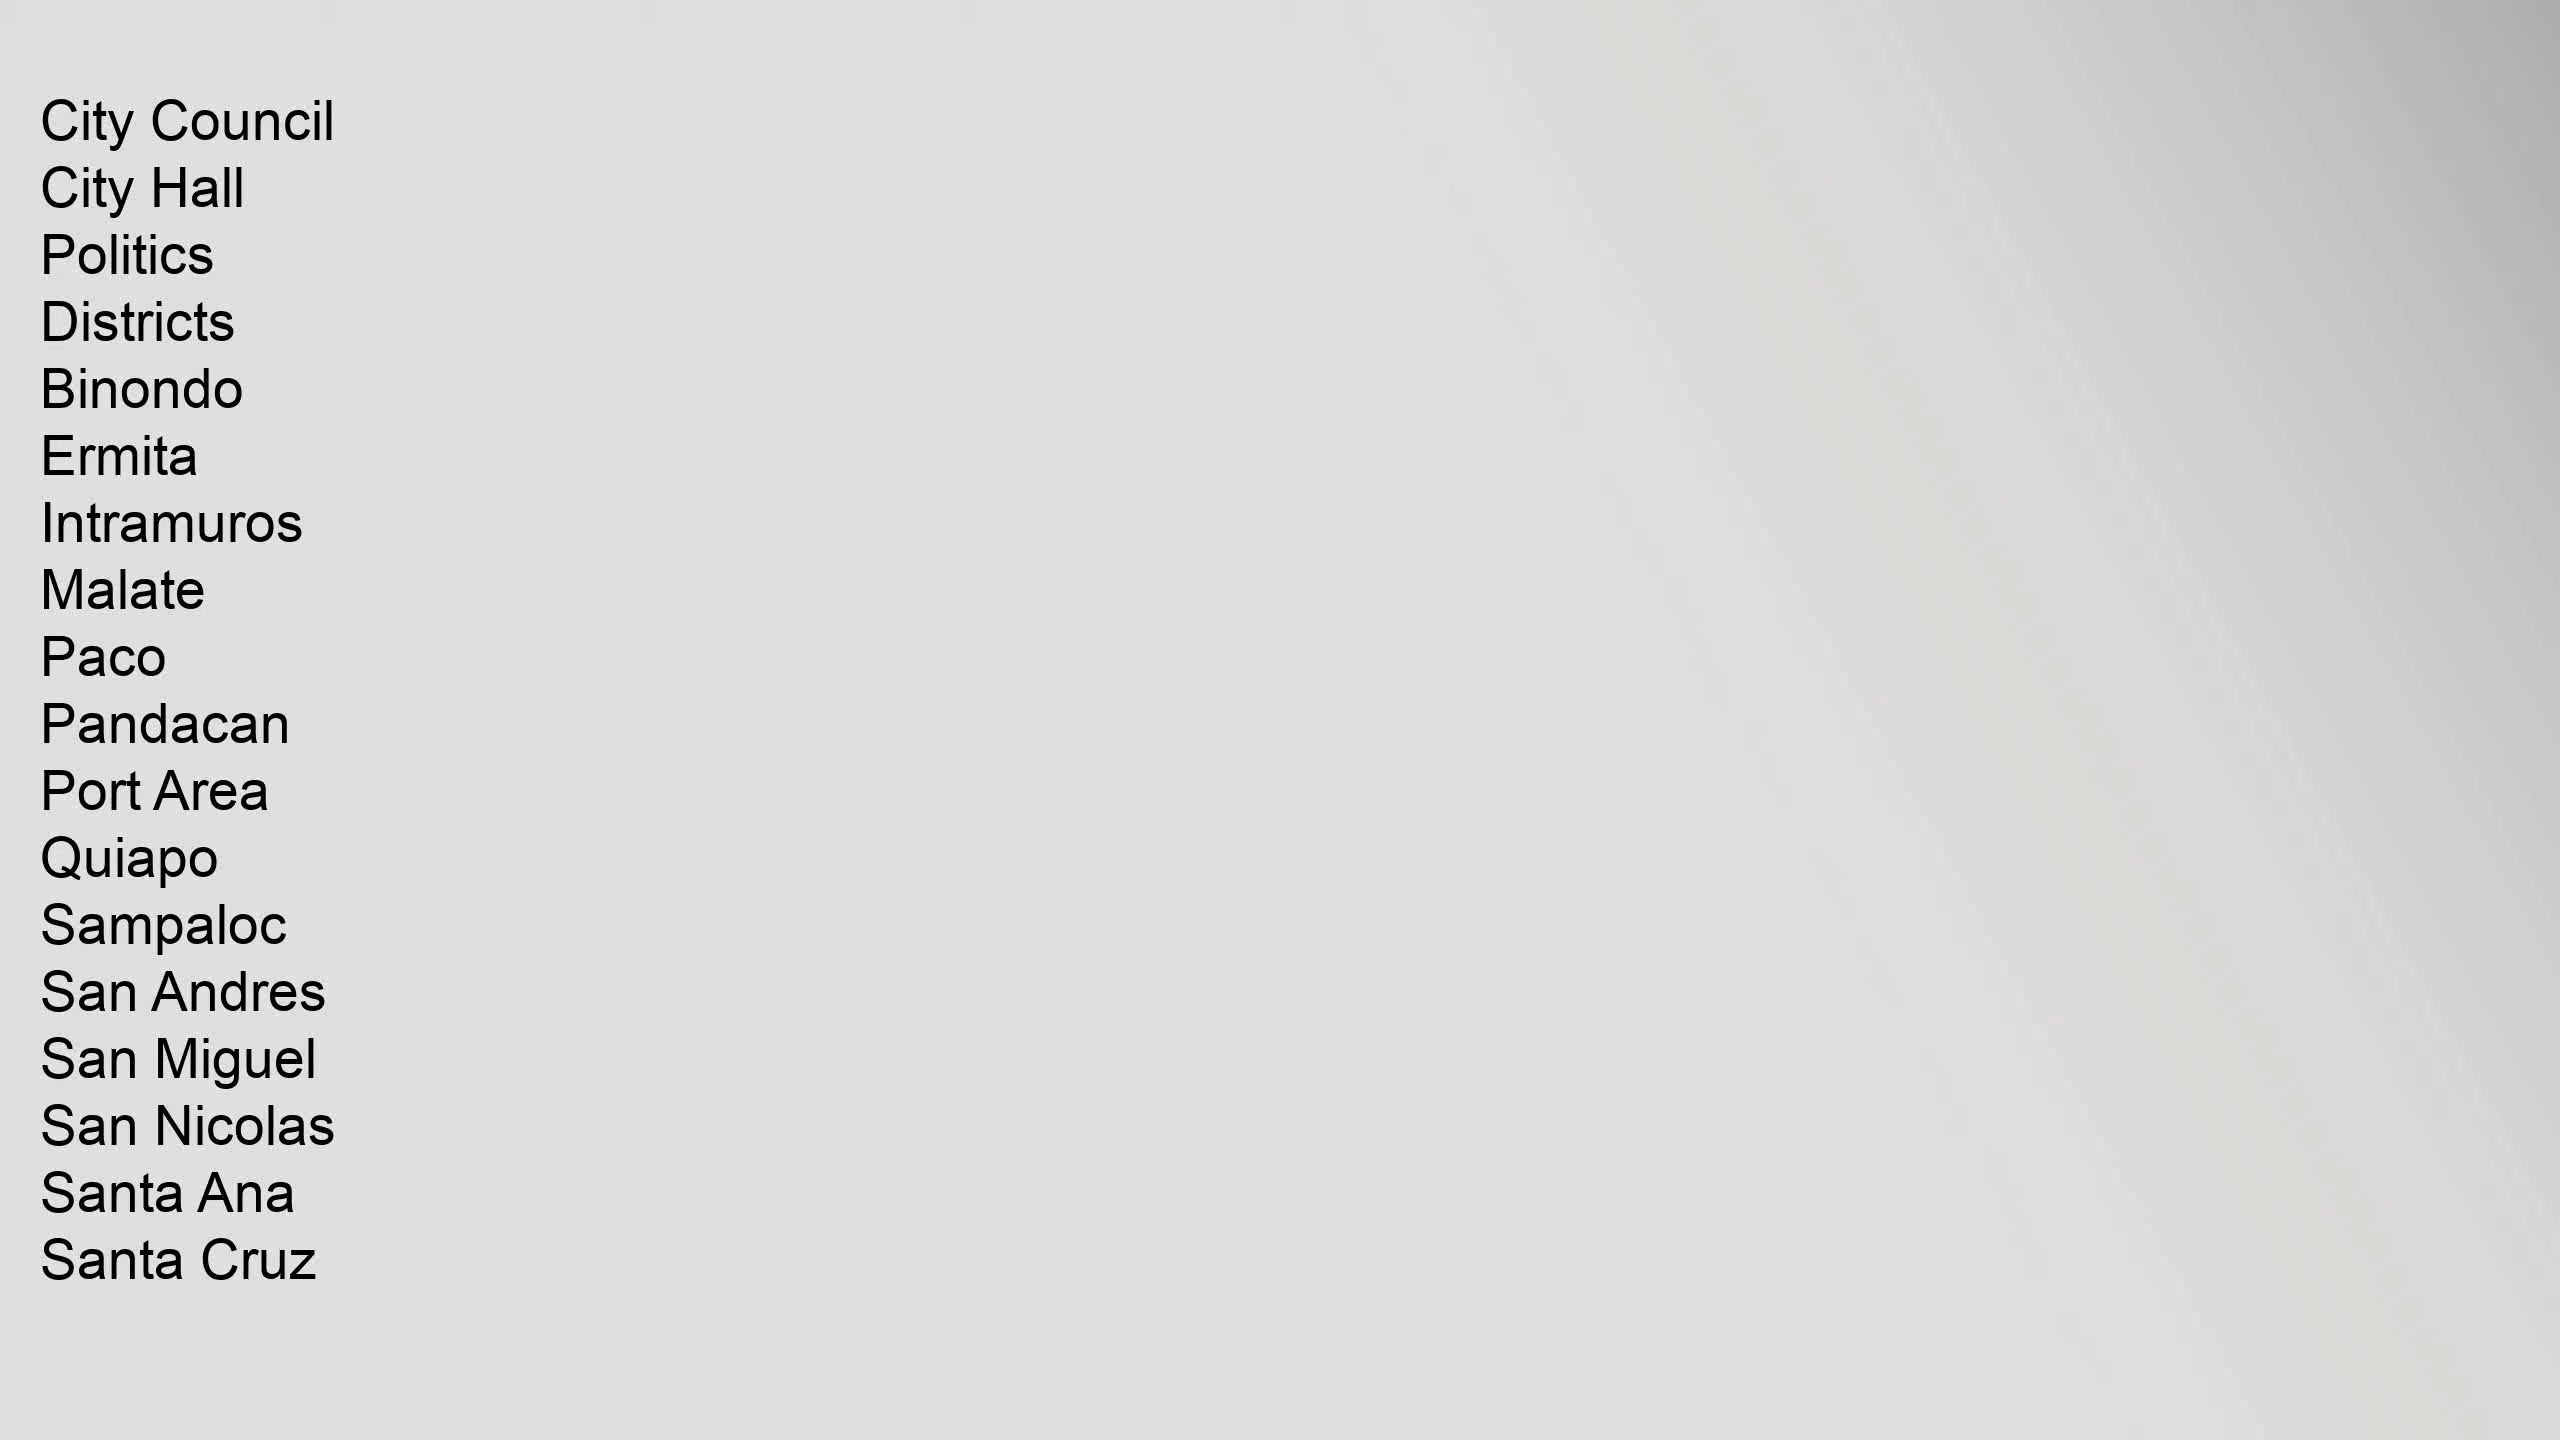 City Council
City Hall
Politics
Districts
Binondo
Ermita
Intramuros
Malate
Paco
Pandacan
Port Area
Quiapo
Sampaloc
San Andres
San Miguel
San Nicolas
Santa Ana
Santa Cruz